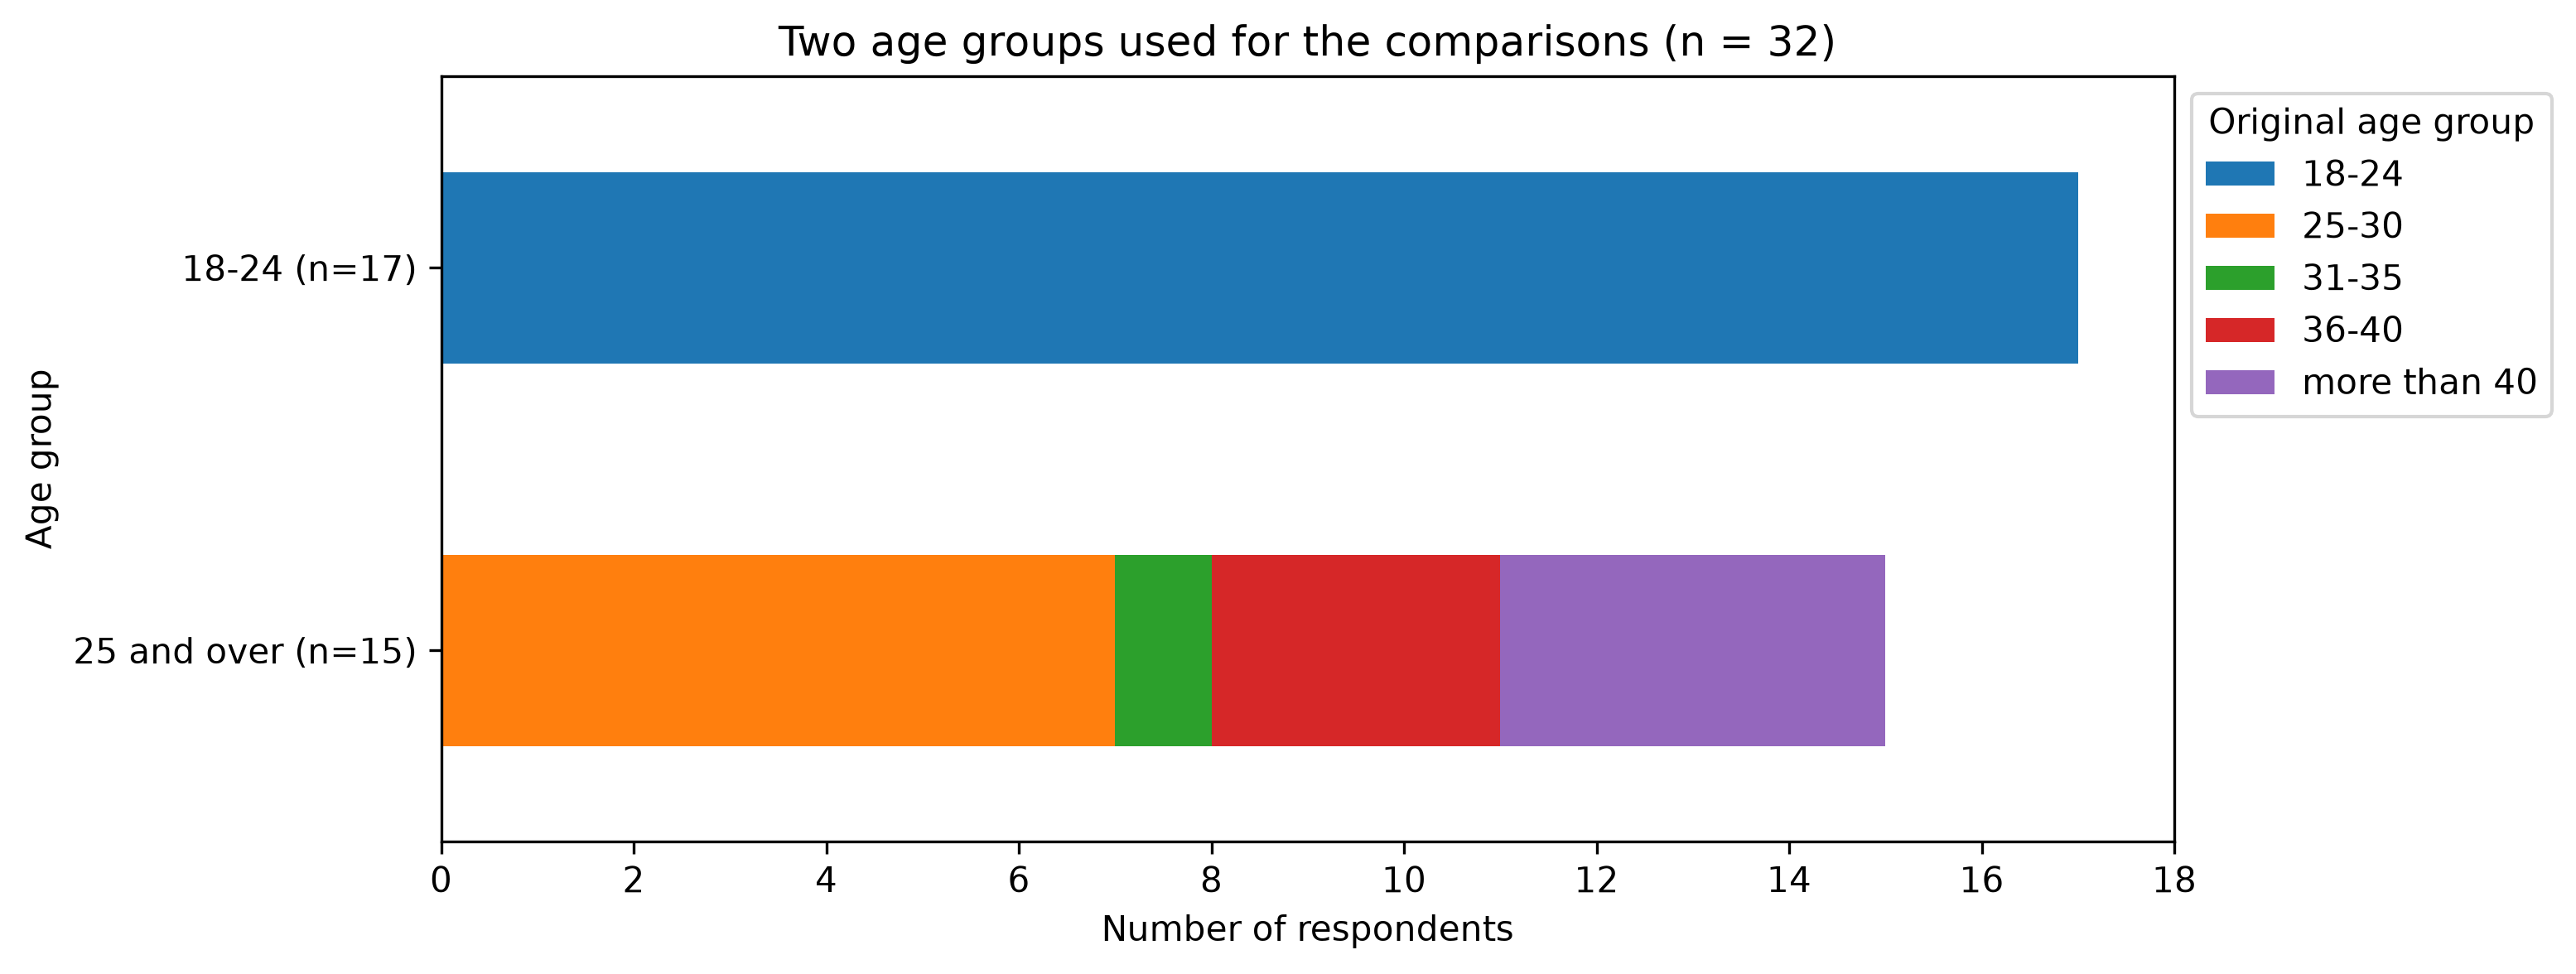 Two age groups used for the comparisons (n = 32)
Original age group
18-24
25-30
31-35
36-40
more than 40
Age group
18-24 (n=17)
25 and over (n=15)
0 2 4 6 8 10 12 14 16 18
Number of respondents